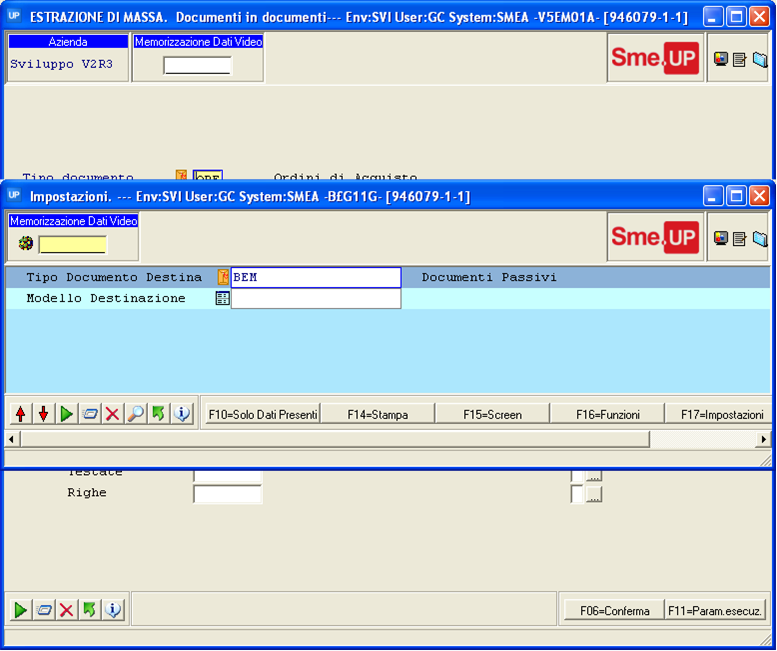 UP ESTRAZIONE DI MASSA. Documenti in documenti--- Env:SVI User:GC System:SMEA -V5EM01A- [946079-1-1]
Azienda
Memorizzazione Dati Video
Sviluppo V2R3
Sme.UP
Tipo documento ORF Ordini di Acquisto
UP Impostazioni. --- Env:SVI User:GC System:SMEA -B£G11G- [946079-1-1]
Memorizzazione Dati Video
Sme.UP
Tipo Documento Destina BEM Documenti Passivi
Modello Destinazione
F10=Solo Dati Presenti F14=Stampa F15=Screen F16=Funzioni F17=Impostazioni
Testate ...
Righe ...
F06=Conferma F11=Param.esecuz.